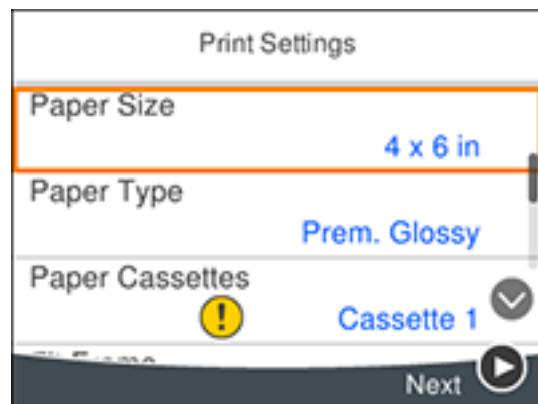 Print Settings
Paper Size
4 x 6 in
Paper Type
Prem. Glossy
Paper Cassettes
Cassette 1
Next